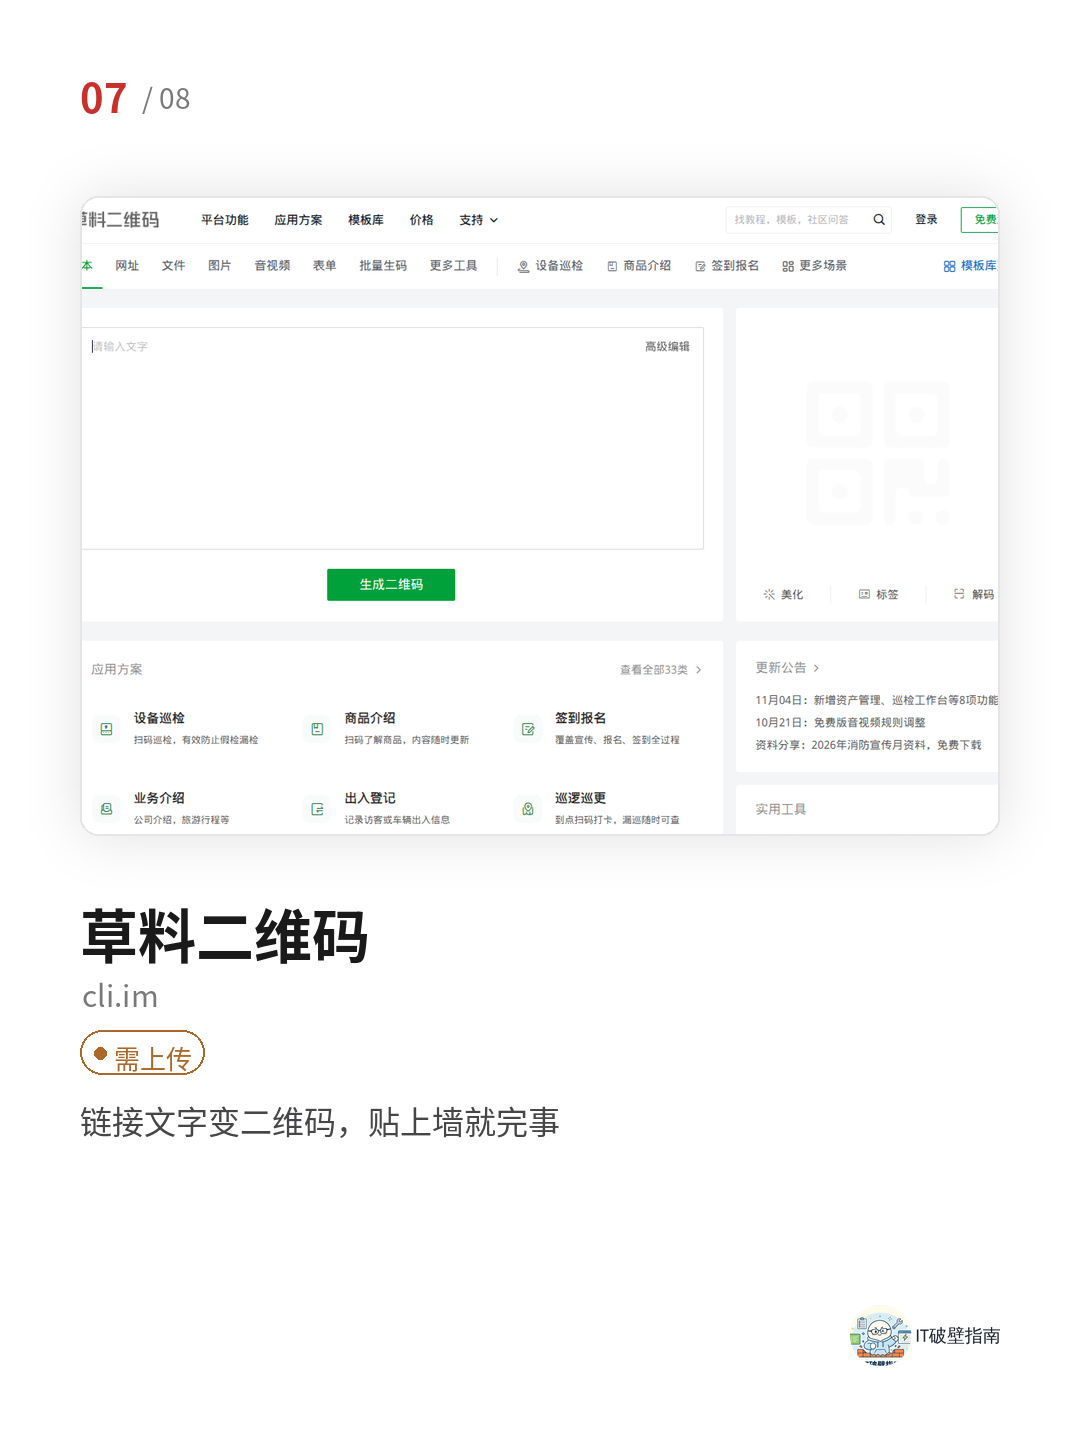 07 / 08
草料二维码 平台功能 应用方案 模板库 价格 支持 找教程，模板，社区问答 登录 免费
本 网址 文件 图片 音视频 表单 批量生码 更多工具 设备巡检 商品介绍 签到报名 更多场景 模板库
请输入文字 高级编辑
生成二维码
美化 标签 解码
应用方案 查看全部33类
设备巡检 商品介绍 签到报名
扫码巡检，有效防止假检漏检 扫码了解商品，内容随时更新 覆盖宣传、报名、签到全过程
业务介绍 出入登记 巡逻巡更
公司介绍，旅游行程等 记录访客或车辆出入信息 到点扫码打卡，漏巡随时可查
更新公告
11月04日：新增资产管理、巡检工作台等8项功能
10月21日：免费版音视频规则调整
资料分享：2026年消防宣传月资料，免费下载
实用工具
草料二维码
cli.im
需上传
链接文字变二维码，贴上墙就完事
IT破壁指南